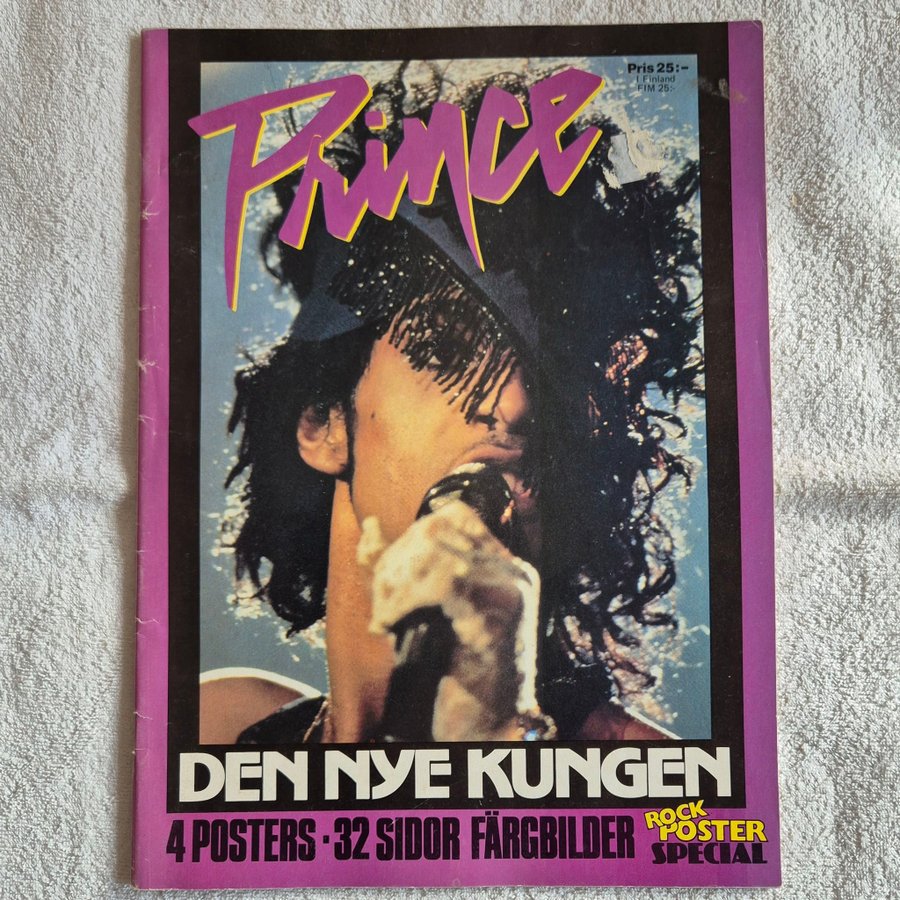 Prince
Pris 25:-
I Finland
FIM 25:-
DEN NYE KUNGEN
4 POSTERS · 32 SIDOR FÄRGBILDER
ROCK
POSTER
SPECIAL